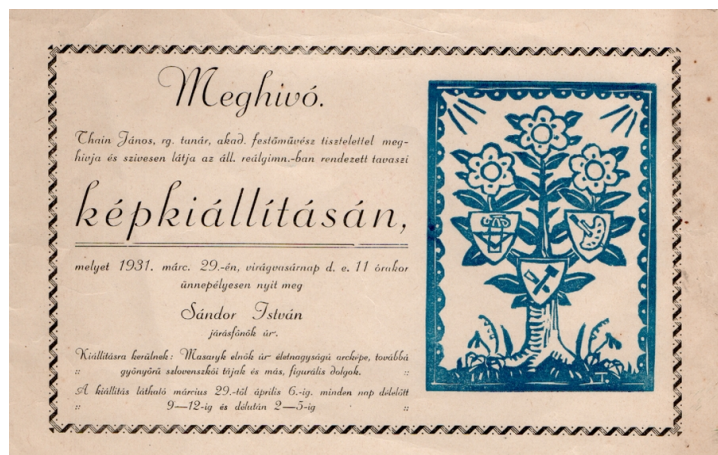 Meghivó.
Thain János, rg. tanár, akad. festőművész tisztelettel meg-
hivja és szivesen látja az áll. reálgimn.-ban rendezett tavaszi
képkiállításán,
melyet 1931. márc. 29.-én, virágvasárnap d. e. 11 órakor
ünnepélyesen nyit meg
Sándor István
járásfőnök úr.
Kiállításra kerülnek: Masaryk elnök úr életnagyságú arcképe, továbbá
:: gyönyörű szlovenszkói tájak és más, figurális dolgok. ::
A kiállítás látható március 29.-től április 6.-ig. minden nap délelőtt
:: 9—12-ig és délután 2—5-ig ::